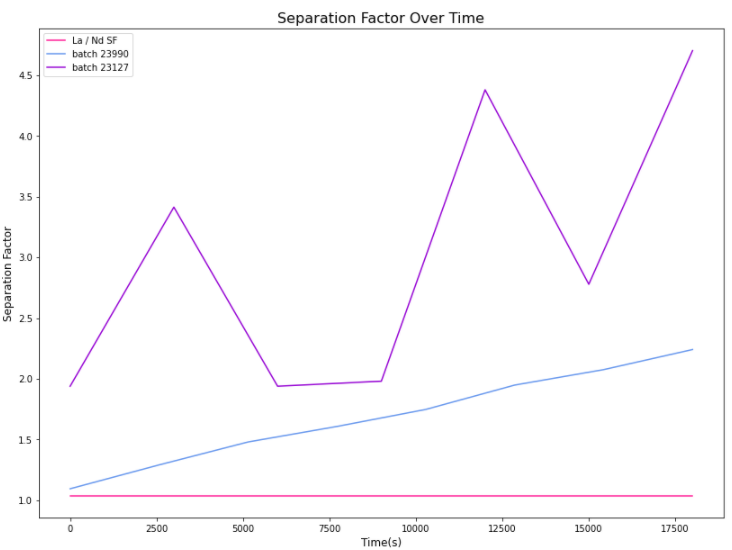 Separation Factor Over Time
La / Nd SF
batch 23990
batch 23127
Separation Factor
4.5
4.0
3.5
3.0
2.5
2.0
1.5
1.0
0
2500
5000
7500
10000
12500
15000
17500
Time(s)